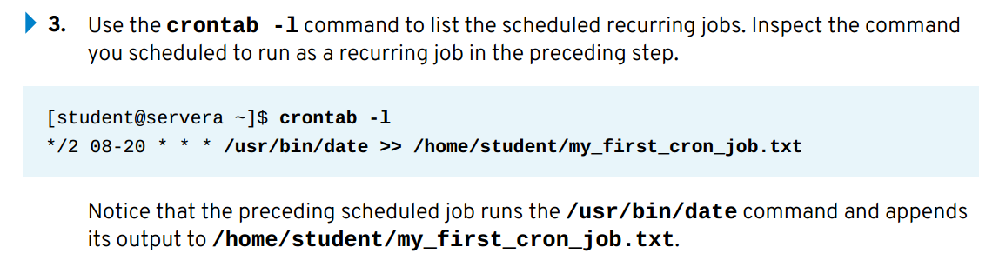 3. Use the crontab -l command to list the scheduled recurring jobs. Inspect the command
you scheduled to run as a recurring job in the preceding step.
[student@servera ~]$ crontab -l
*/2 08-20 * * * /usr/bin/date >> /home/student/my_first_cron_job.txt
Notice that the preceding scheduled job runs the /usr/bin/date command and appends
its output to /home/student/my_first_cron_job.txt.